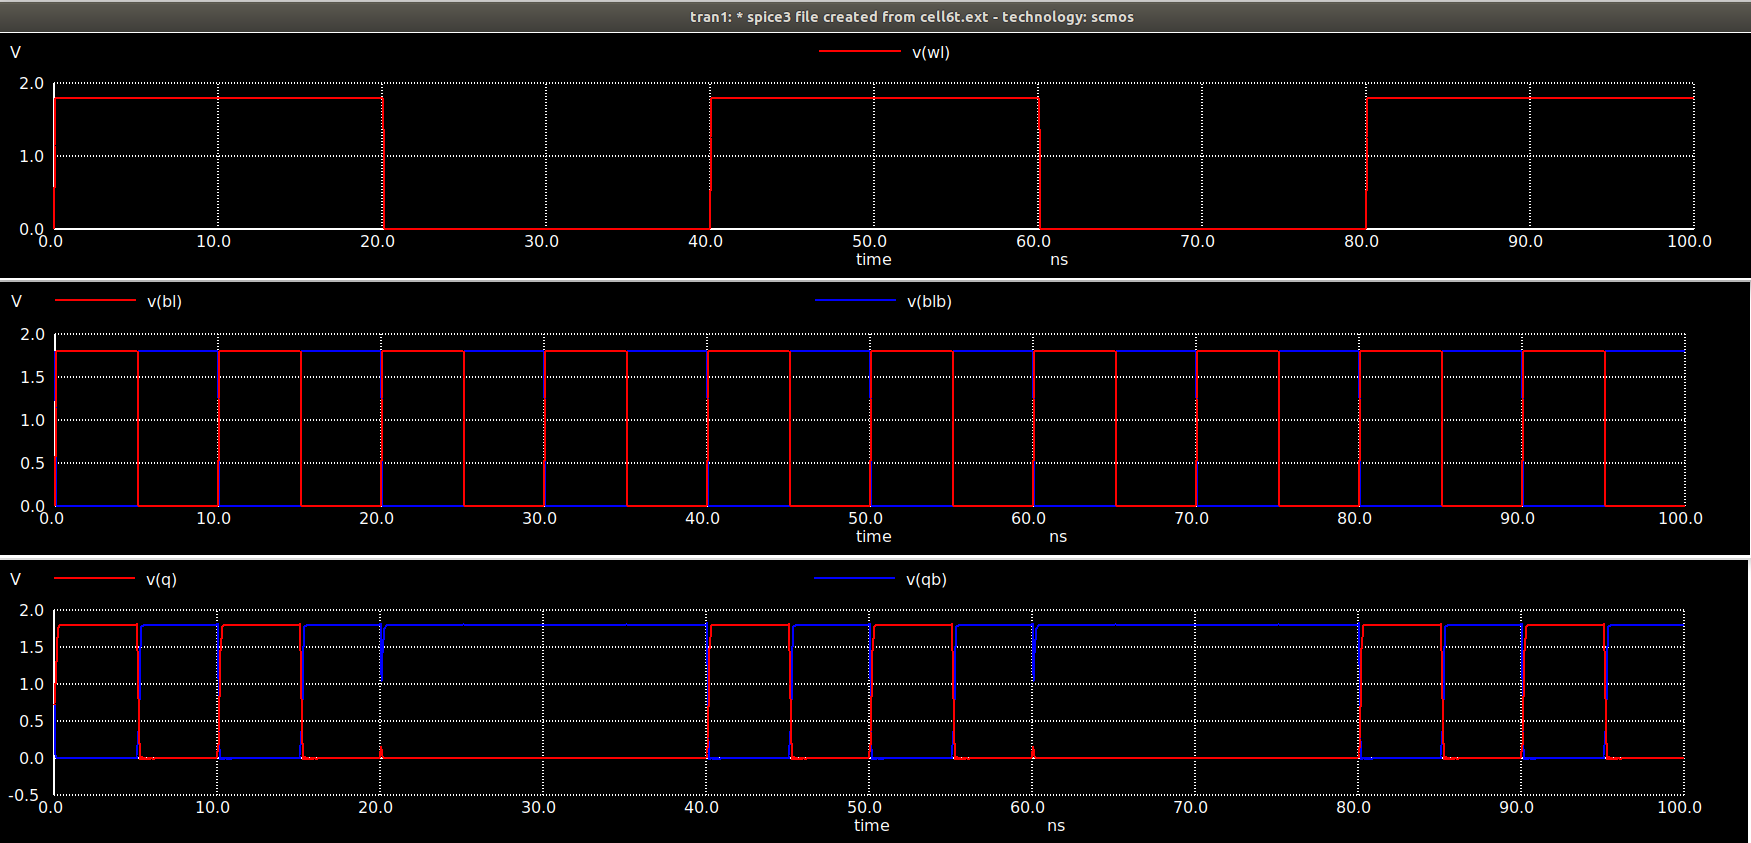 tran1: * spice3 file created from cell6t.ext - technology: scmos
V v(wl)
2.0
1.0
0.0
0.0 10.0 20.0 30.0 40.0 50.0 60.0 70.0 80.0 90.0 100.0
time ns
V v(bl) v(blb)
2.0
1.5
1.0
0.5
0.0
0.0 10.0 20.0 30.0 40.0 50.0 60.0 70.0 80.0 90.0 100.0
time ns
V v(q) v(qb)
2.0
1.5
1.0
0.5
0.0
-0.5
0.0 10.0 20.0 30.0 40.0 50.0 60.0 70.0 80.0 90.0 100.0
time ns